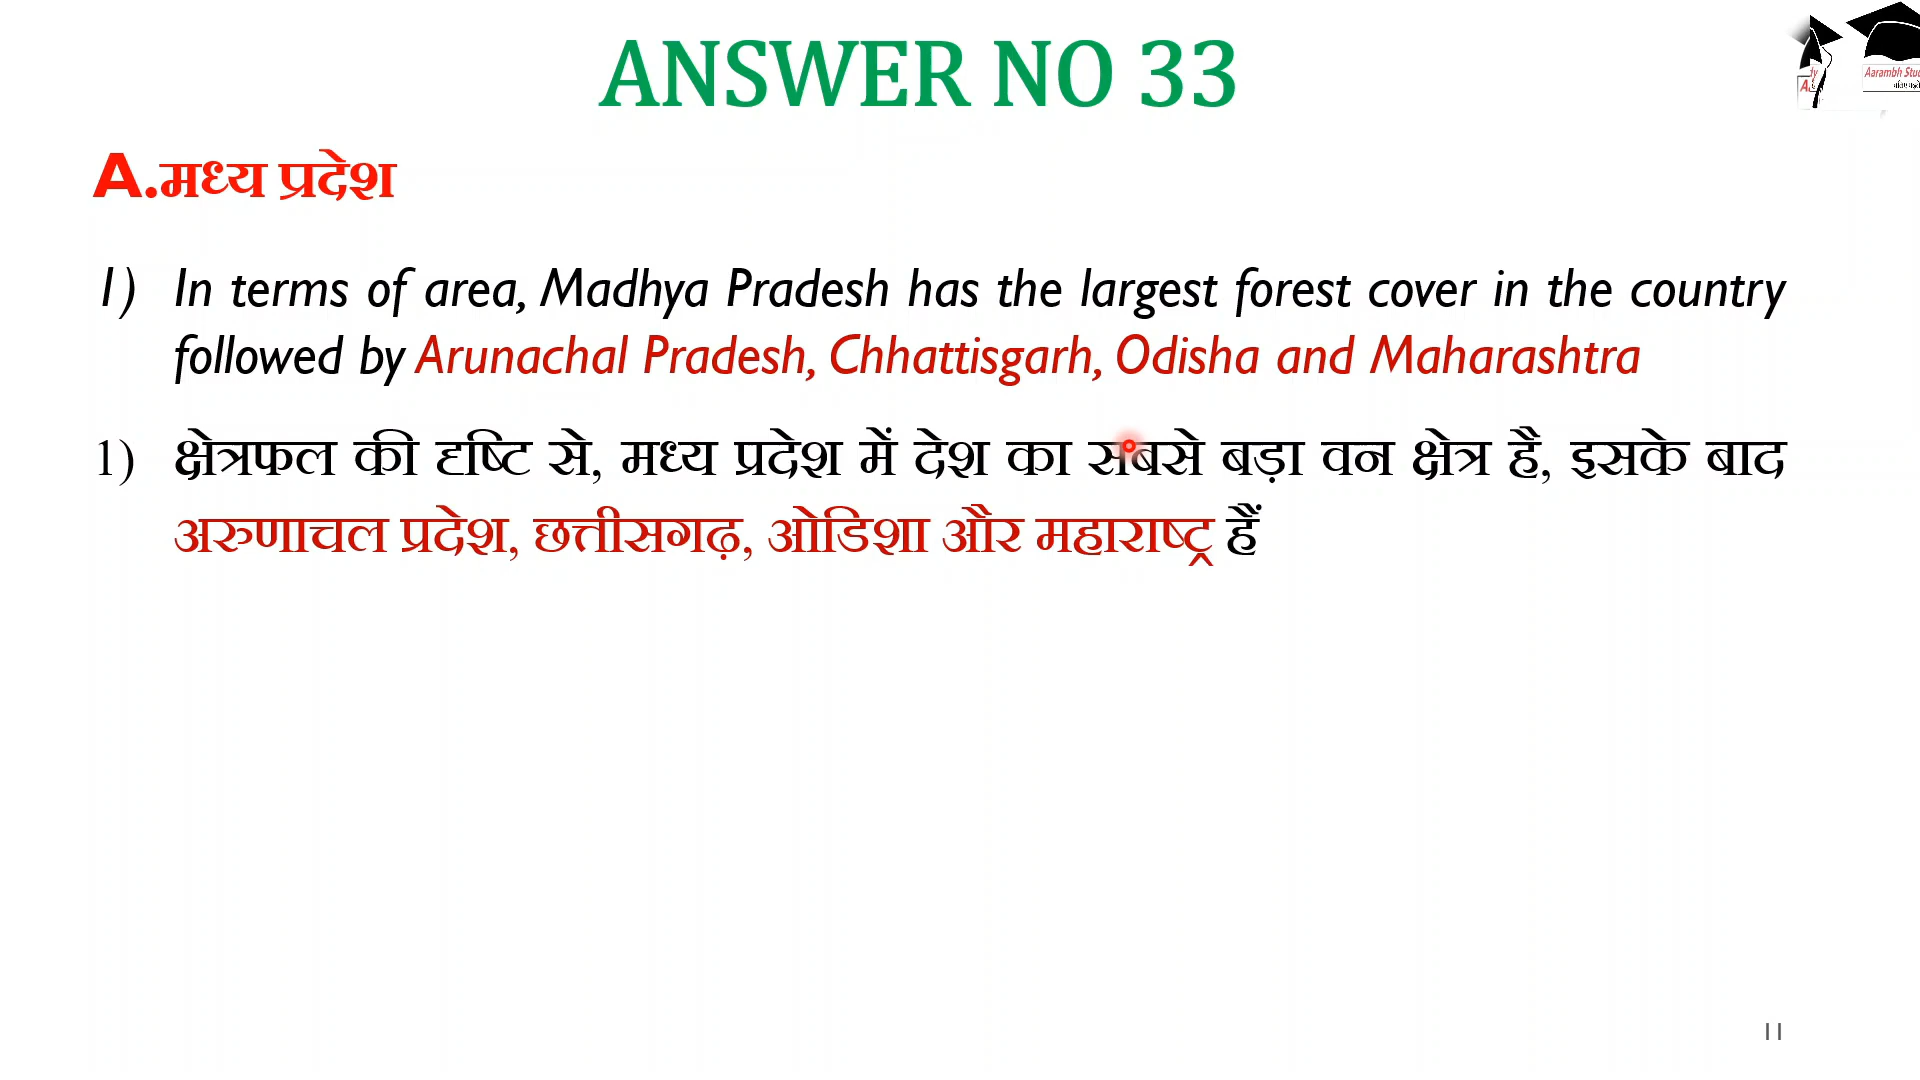 ANSWER NO 33
A.मध्य प्रदेश
1) In terms of area, Madhya Pradesh has the largest forest cover in the country
followed by Arunachal Pradesh, Chhattisgarh, Odisha and Maharashtra
1) क्षेत्रफल की दृष्टि से, मध्य प्रदेश में देश का सबसे बड़ा वन क्षेत्र है, इसके बाद
अरुणाचल प्रदेश, छत्तीसगढ़, ओडिशा और महाराष्ट्र हैं
Aarambh
11